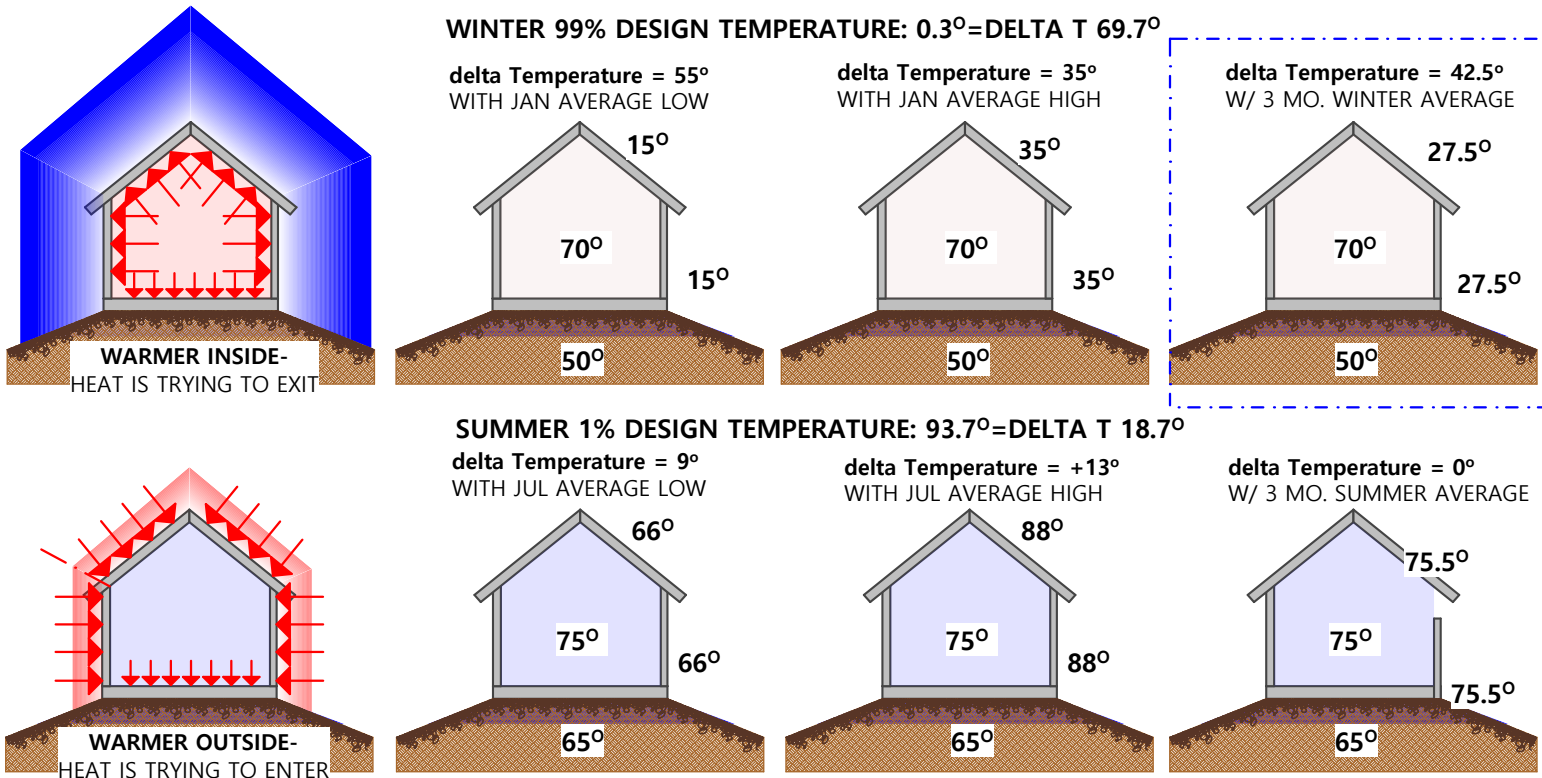 WINTER 99% DESIGN TEMPERATURE: 0.3ᴼ=DELTA T 69.7ᴼ
delta Temperature = 55º
WITH JAN AVERAGE LOW
15ᴼ
70ᴼ
15ᴼ
50ᴼ
delta Temperature = 35º
WITH JAN AVERAGE HIGH
35ᴼ
70ᴼ
35ᴼ
50ᴼ
delta Temperature = 42.5º
W/ 3 MO. WINTER AVERAGE
27.5ᴼ
70ᴼ
27.5ᴼ
50ᴼ
WARMER INSIDE-
HEAT IS TRYING TO EXIT
SUMMER 1% DESIGN TEMPERATURE: 93.7ᴼ=DELTA T 18.7ᴼ
delta Temperature = 9º
WITH JUL AVERAGE LOW
66ᴼ
75ᴼ
66ᴼ
65ᴼ
delta Temperature = +13º
WITH JUL AVERAGE HIGH
88ᴼ
75ᴼ
88ᴼ
65ᴼ
delta Temperature = 0º
W/ 3 MO. SUMMER AVERAGE
75.5ᴼ
75ᴼ
75.5ᴼ
65ᴼ
WARMER OUTSIDE-
HEAT IS TRYING TO ENTER